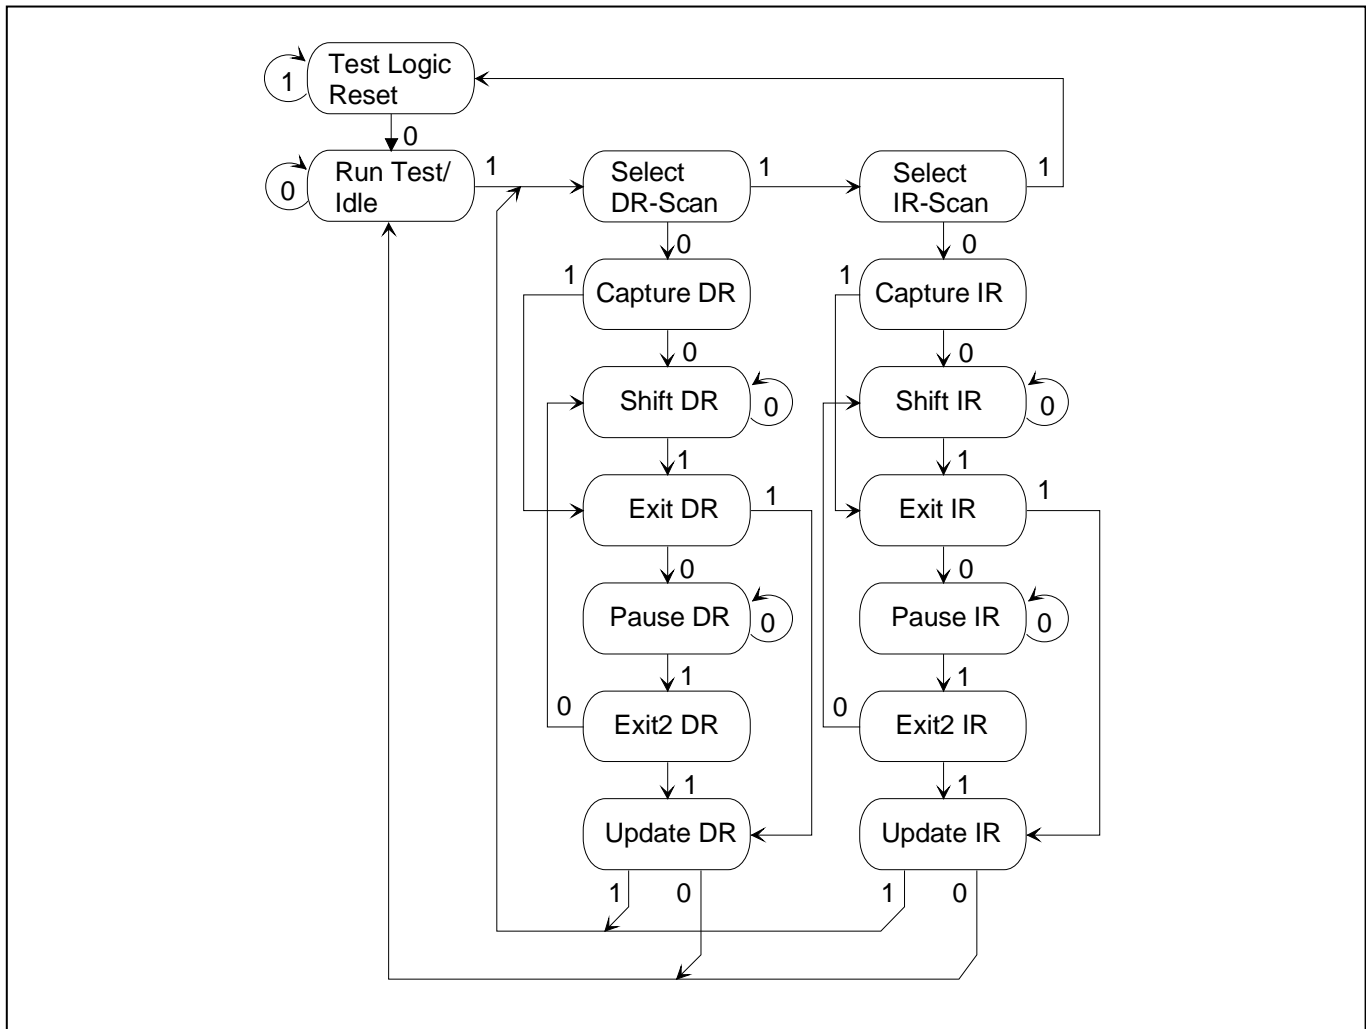 Test Logic
Reset
1
0
Run Test/
Idle
0
1
Select
DR-Scan
1
Select
IR-Scan
1
0
0
1
Capture DR
1
Capture IR
0
0
Shift DR
0
Shift IR
0
1
1
Exit DR
1
Exit IR
1
0
0
Pause DR
0
Pause IR
0
1
1
0
Exit2 DR
0
Exit2 IR
1
1
Update DR
Update IR
1
0
1
0